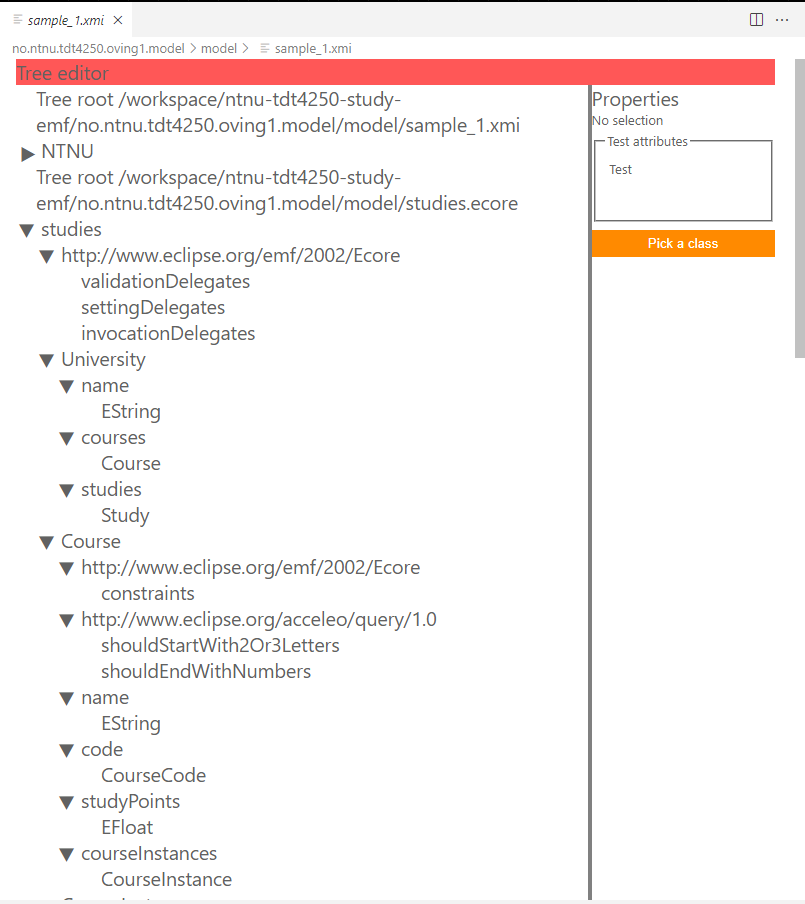 sample_1.xmi
no.ntnu.tdt4250.oving1.model > model > sample_1.xmi
Tree editor
Tree root /workspace/ntnu-tdt4250-study-
emf/no.ntnu.tdt4250.oving1.model/model/sample_1.xmi
NTNU
Tree root /workspace/ntnu-tdt4250-study-
emf/no.ntnu.tdt4250.oving1.model/model/studies.ecore
studies
http://www.eclipse.org/emf/2002/Ecore
validationDelegates
settingDelegates
invocationDelegates
University
name
EString
courses
Course
studies
Study
Course
http://www.eclipse.org/emf/2002/Ecore
constraints
http://www.eclipse.org/acceleo/query/1.0
shouldStartWith2Or3Letters
shouldEndWithNumbers
name
EString
code
CourseCode
studyPoints
EFloat
courseInstances
CourseInstance
Properties
No selection
Test attributes
Test
Pick a class